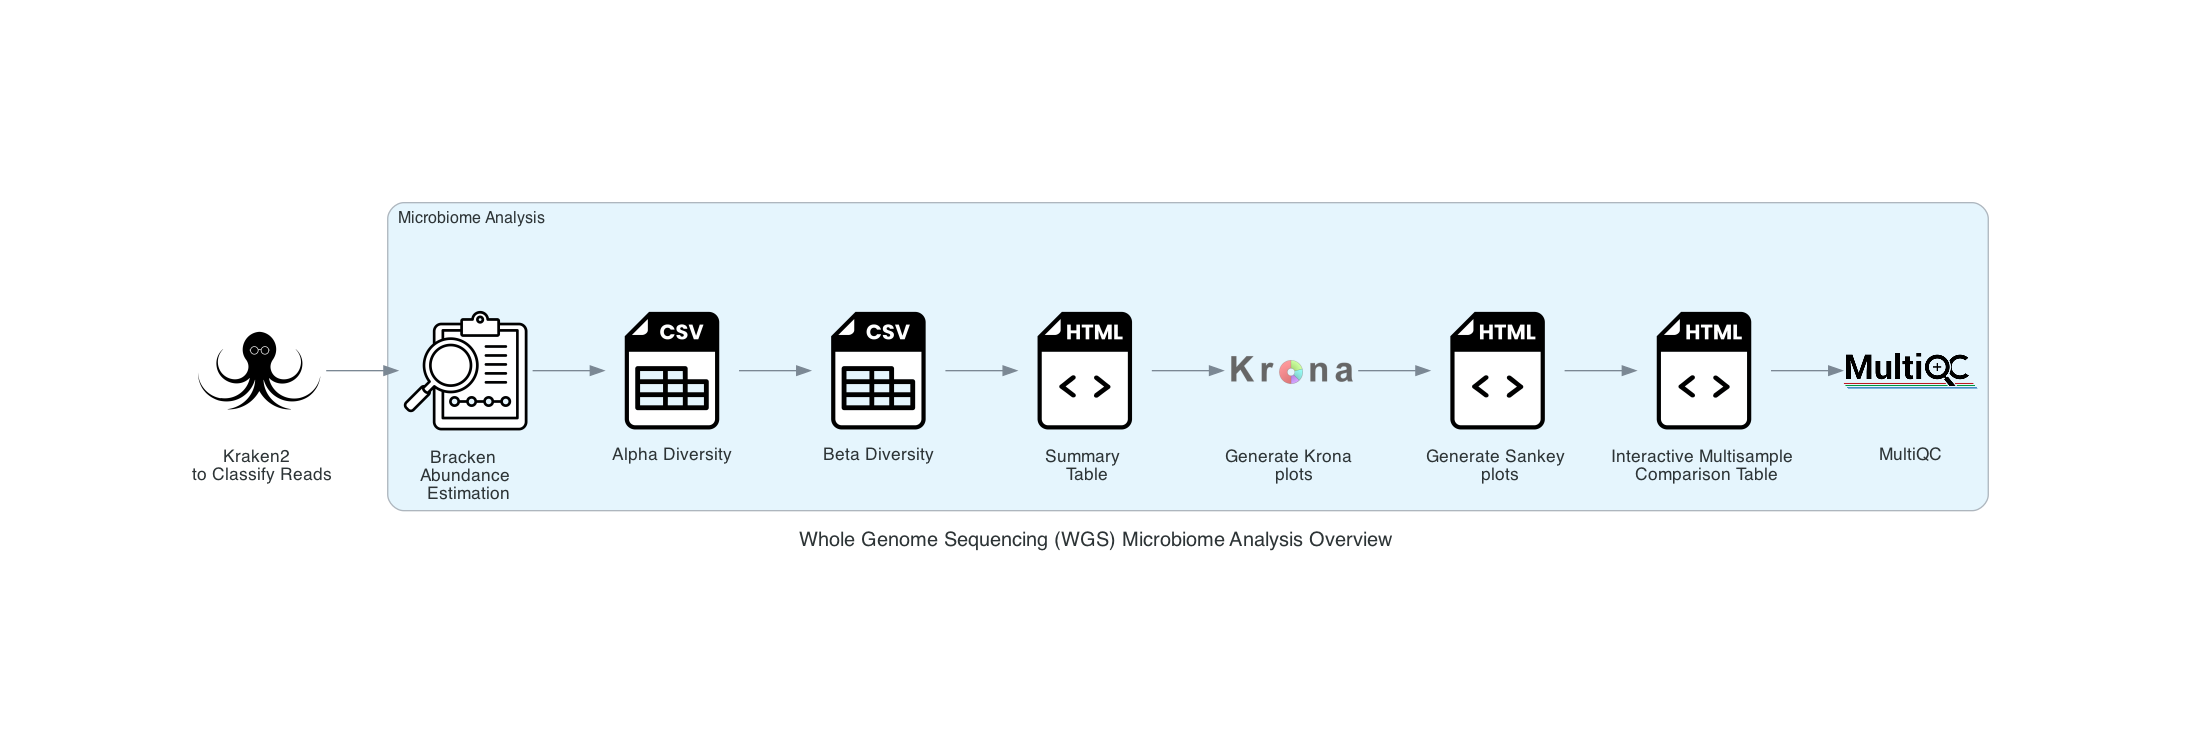 Microbiome Analysis
CSV
CSV
HTML
Krona
HTML
HTML
MultiQC
Kraken2
to Classify Reads
Bracken
Abundance
Estimation
Alpha Diversity
Beta Diversity
Summary
Table
Generate Krona
plots
Generate Sankey
plots
Interactive Multisample
Comparison Table
MultiQC
Whole Genome Sequencing (WGS) Microbiome Analysis Overview